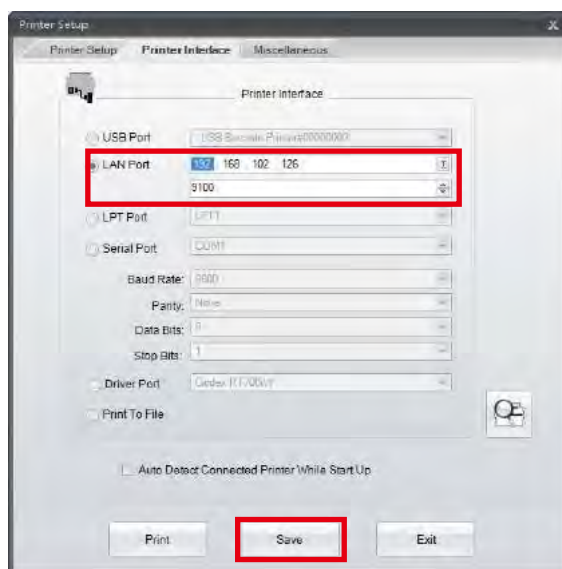 Printer Setup
X
Printer Setup Printer Interface Miscellaneous
Printer Interface
USB Port
LAN Port 192 . 168 . 102 . 126
9100
LPT Port LPT1
Serial Port COM1
Baud Rate: 9600
Parity: None
Data Bits: 8
Stop Bits: 1
Driver Port
Print To File
Auto Detect Connected Printer While Start Up
Print Save Exit